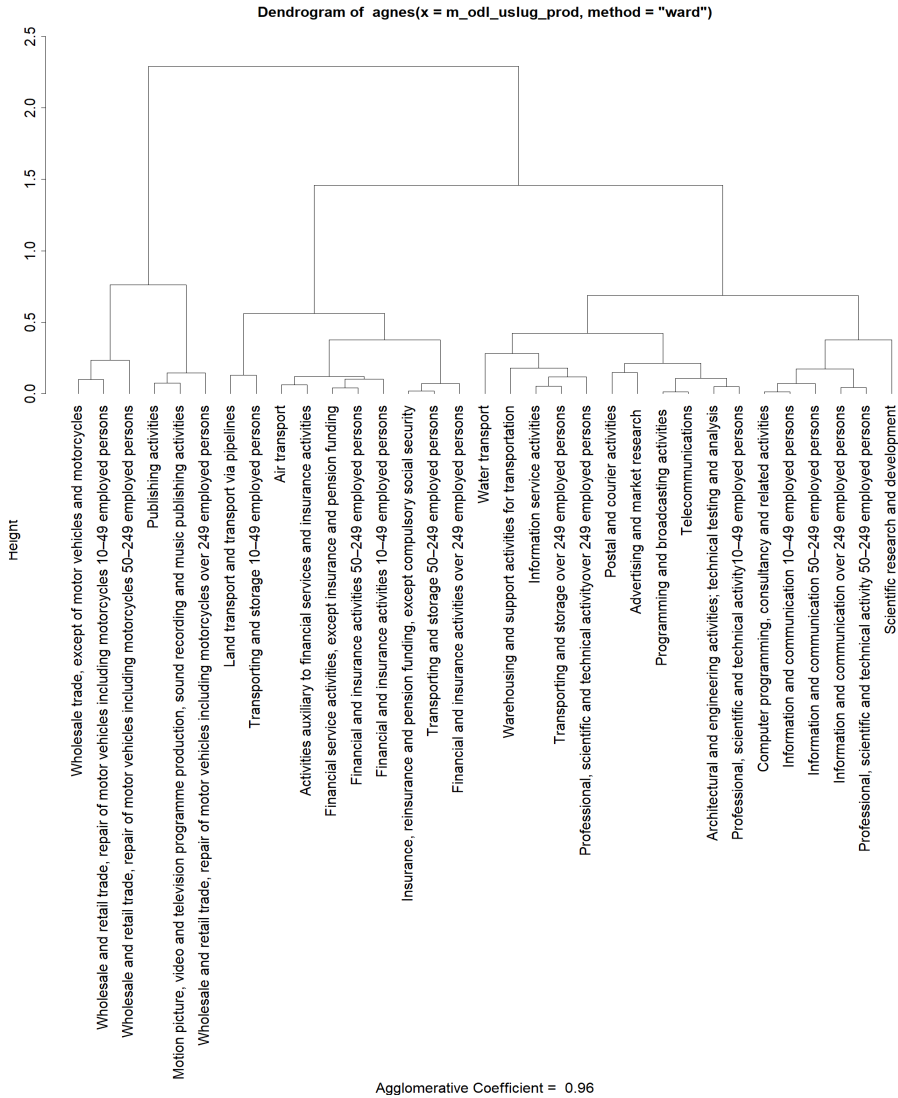 Dendrogram of agnes(x = m_odl_uslug_prod, method = "ward")
2.5
2.0
1.5
1.0
0.5
0.0
Height
Wholesale trade, except of motor vehicles and motorcycles
Wholesale and retail trade, repair of motor vehicles including motorcycles 10–49 employed persons
Wholesale and retail trade, repair of motor vehicles including motorcycles 50–249 employed persons
Publishing activities
Motion picture, video and television programme production, sound recording and music publishing activities
Wholesale and retail trade, repair of motor vehicles including motorcycles over 249 employed persons
Land transport and transport via pipelines
Transporting and storage 10–49 employed persons
Air transport
Activities auxiliary to financial services and insurance activities
Financial service activities, except insurance and pension funding
Financial and insurance activities 50–249 employed persons
Financial and insurance activities 10–49 employed persons
Insurance, reinsurance and pension funding, except compulsory social security
Transporting and storage 50–249 employed persons
Financial and insurance activities over 249 employed persons
Water transport
Warehousing and support activities for transportation
Information service activities
Transporting and storage over 249 employed persons
Professional, scientific and technical activityover 249 employed persons
Postal and courier activities
Advertising and market research
Programming and broadcasting activities
Telecommunications
Architectural and engineering activities; technical testing and analysis
Professional, scientific and technical activity10–49 employed persons
Computer programming, consultancy and related activities
Information and communication 10–49 employed persons
Information and communication 50–249 employed persons
Information and communication over 249 employed persons
Professional, scientific and technical activity 50–249 employed persons
Scientific research and development
Agglomerative Coefficient = 0.96